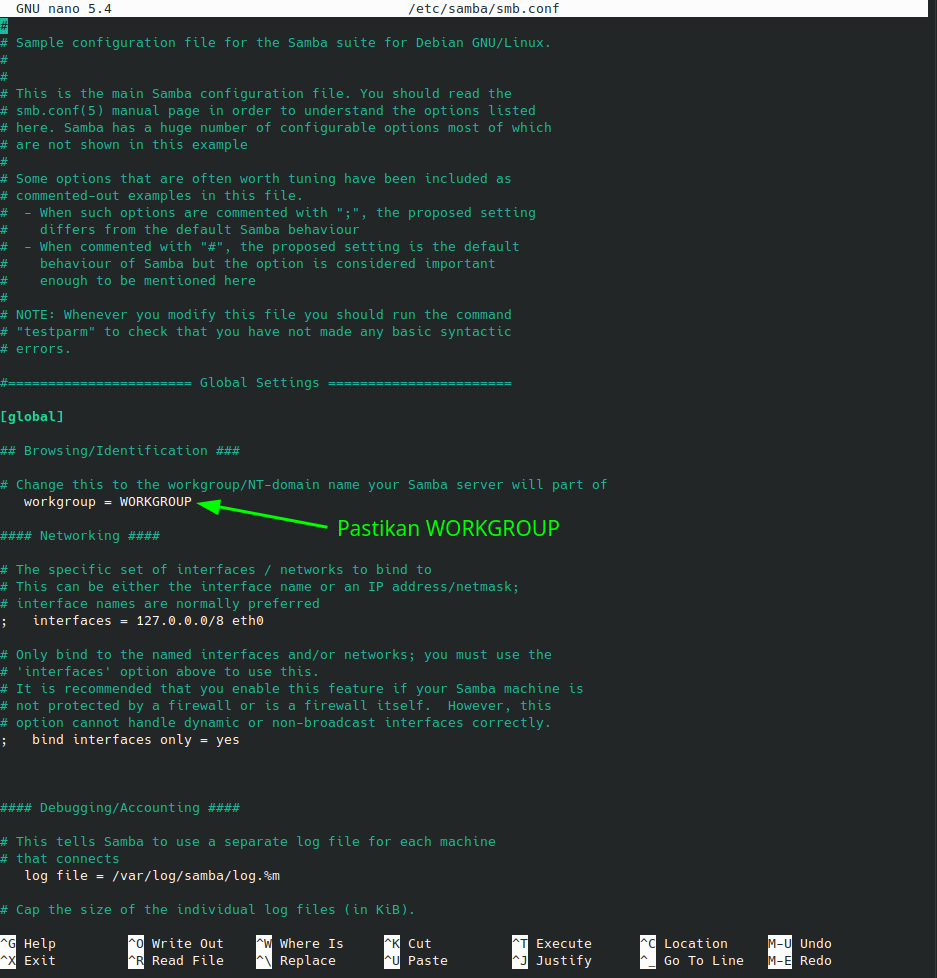 GNU nano 5.4 /etc/samba/smb.conf
#
# Sample configuration file for the Samba suite for Debian GNU/Linux.
#
#
# This is the main Samba configuration file. You should read the
# smb.conf(5) manual page in order to understand the options listed
# here. Samba has a huge number of configurable options most of which
# are not shown in this example
#
# Some options that are often worth tuning have been included as
# commented-out examples in this file.
#  - When such options are commented with ";", the proposed setting
#    differs from the default Samba behaviour
#  - When commented with "#", the proposed setting is the default
#    behaviour of Samba but the option is considered important
#    enough to be mentioned here
#
# NOTE: Whenever you modify this file you should run the command
# "testparm" to check that you have not made any basic syntactic
# errors.
#======================= Global Settings =======================
[global]
## Browsing/Identification ###
# Change this to the workgroup/NT-domain name your Samba server will part of
   workgroup = WORKGROUP
Pastikan WORKGROUP
#### Networking ####
# The specific set of interfaces / networks to bind to
# This can be either the interface name or an IP address/netmask;
# interface names are normally preferred
;   interfaces = 127.0.0.0/8 eth0
# Only bind to the named interfaces and/or networks; you must use the
# 'interfaces' option above to use this.
# It is recommended that you enable this feature if your Samba machine is
# not protected by a firewall or is a firewall itself.  However, this
# option cannot handle dynamic or non-broadcast interfaces correctly.
;   bind interfaces only = yes
#### Debugging/Accounting ####
# This tells Samba to use a separate log file for each machine
# that connects
   log file = /var/log/samba/log.%m
# Cap the size of the individual log files (in KiB).
^G Help ^O Write Out ^W Where Is ^K Cut ^T Execute ^C Location M-U Undo
^X Exit ^R Read File ^\ Replace ^U Paste ^J Justify ^_ Go To Line M-E Redo